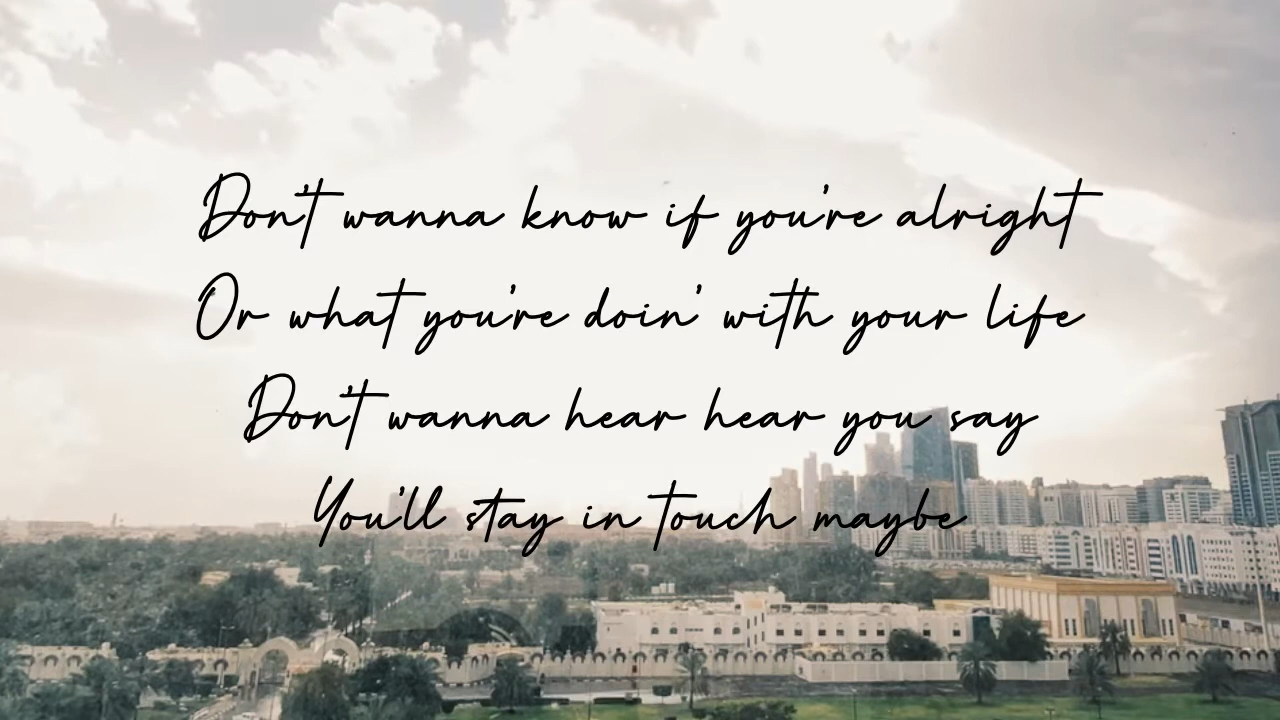 Don't wanna know if you're alright
Or what you're doin' with your life
Don't wanna hear hear you say
You'll stay in touch maybe